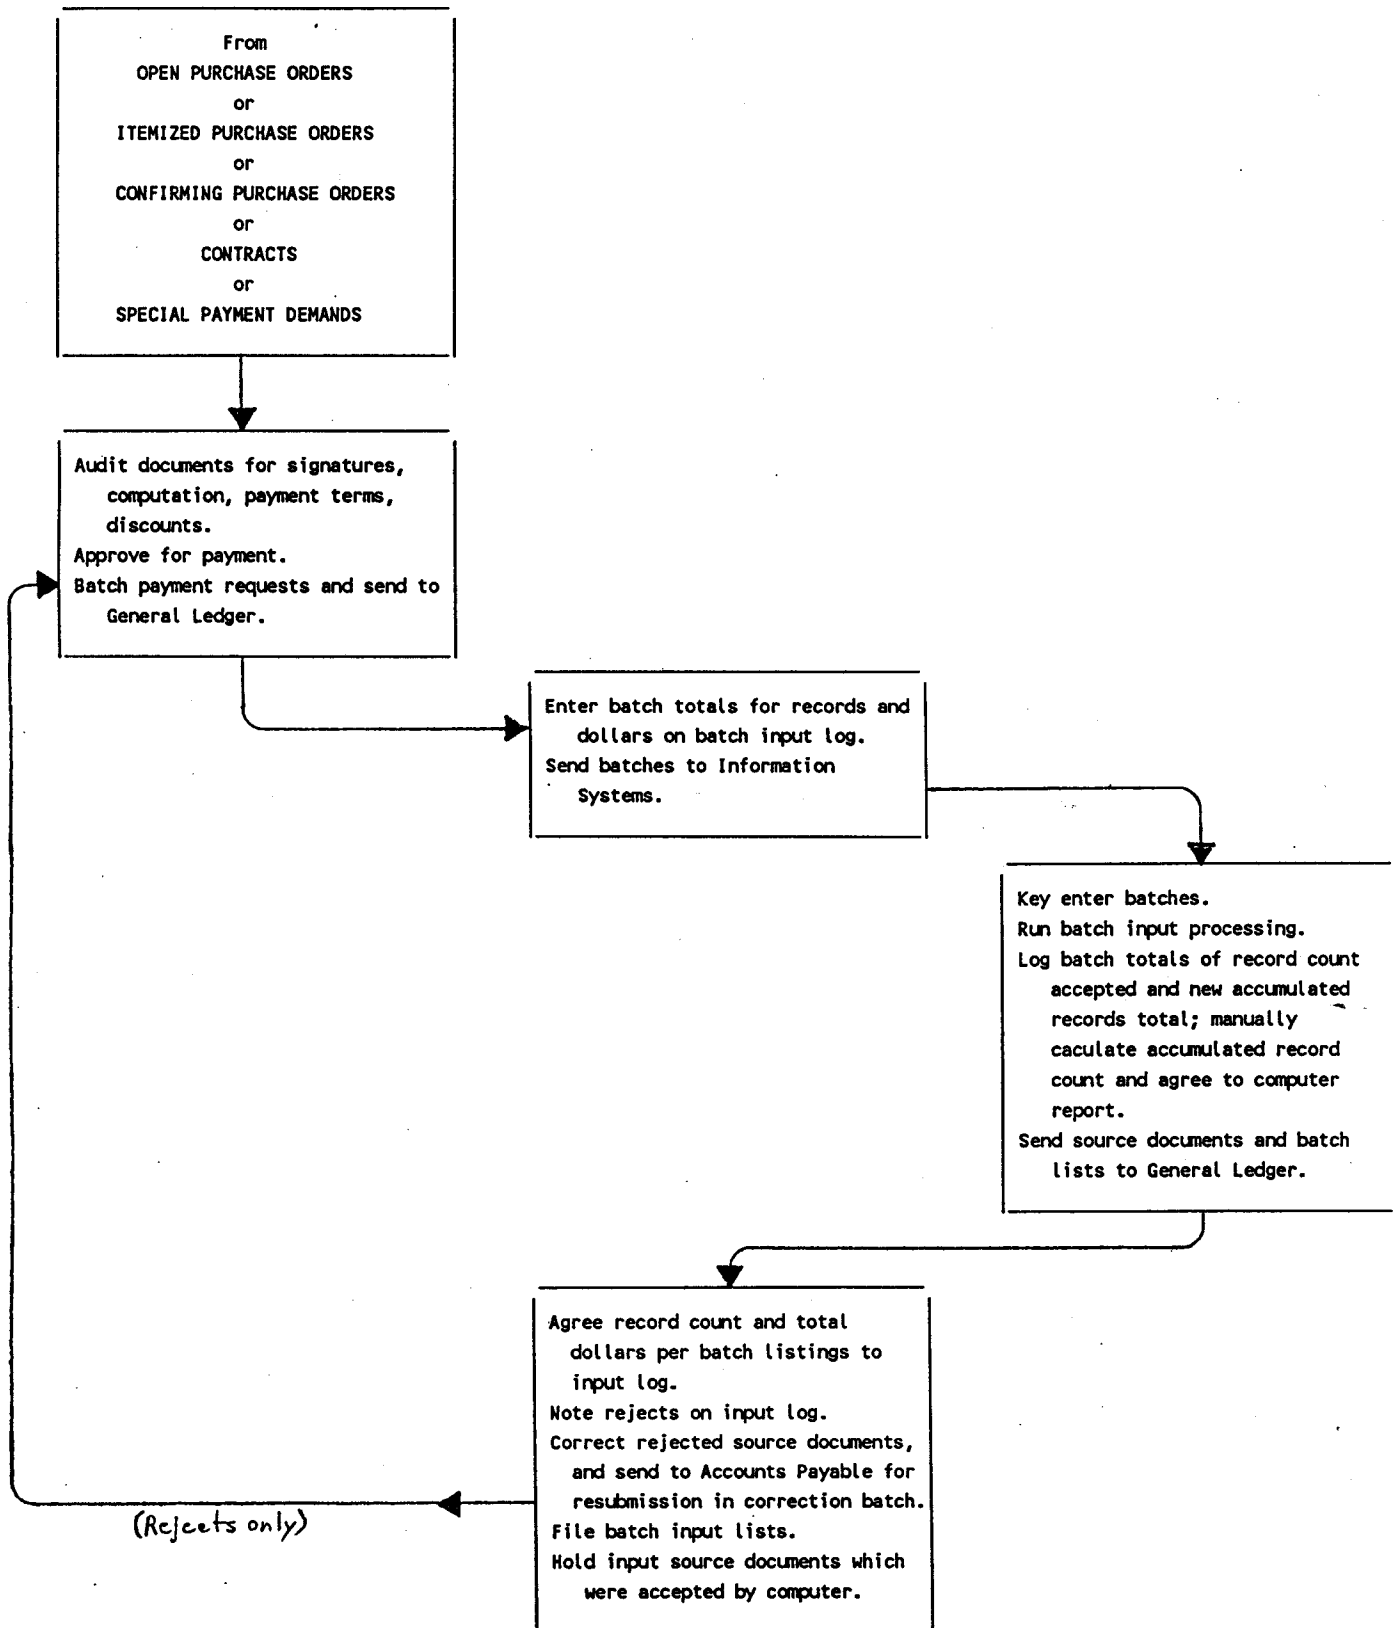 From
OPEN PURCHASE ORDERS
or
ITEMIZED PURCHASE ORDERS
or
CONFIRMING PURCHASE ORDERS
or
CONTRACTS
or
SPECIAL PAYMENT DEMANDS
Audit documents for signatures,
computation, payment terms,
discounts.
Approve for payment.
Batch payment requests and send to
General Ledger.
Enter batch totals for records and
dollars on batch input log.
Send batches to Information
Systems.
Key enter batches.
Run batch input processing.
Log batch totals of record count
accepted and new accumulated
records total; manually
caculate accumulated record
count and agree to computer
report.
Send source documents and batch
lists to General Ledger.
Agree record count and total
dollars per batch listings to
input log.
Note rejects on input log.
Correct rejected source documents,
and send to Accounts Payable for
resubmission in correction batch.
File batch input lists.
Hold input source documents which
were accepted by computer.
(Rejects only)